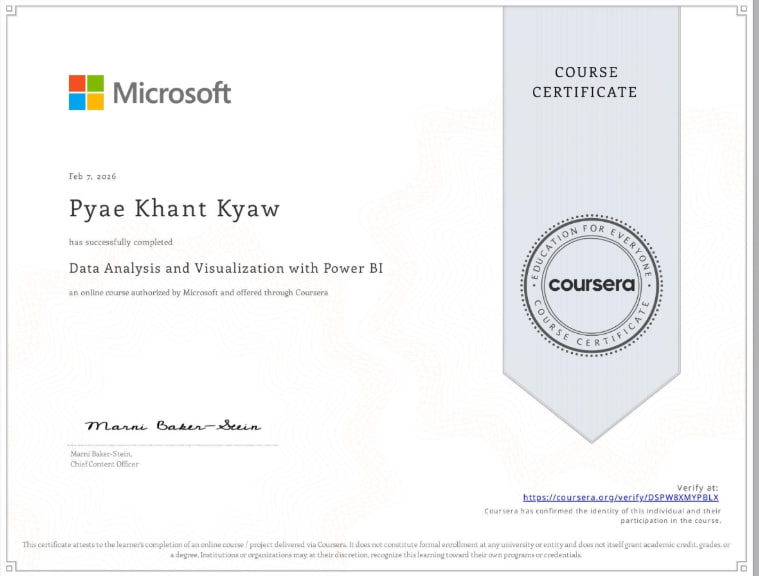 Microsoft
COURSE
CERTIFICATE
Feb 7, 2026
Pyae Khant Kyaw
has successfully completed
Data Analysis and Visualization with Power BI
an online course authorized by Microsoft and offered through Coursera
EDUCATION FOR EVERYONE
coursera
COURSE CERTIFICATE
Marni Baker-Stein
Marni Baker-Stein,
Chief Content Officer
Verify at:
https://coursera.org/verify/DSPW8XMYPBLX
Coursera has confirmed the identity of this individual and their
participation in the course.
This certificate attests to the learner's completion of an online course / project delivered via Coursera. It does not constitute formal enrollment at any university or entity and does not itself grant academic credit, grades, or
a degree. Institutions or organizations may, at their discretion, recognize this learning toward their own programs or credentials.